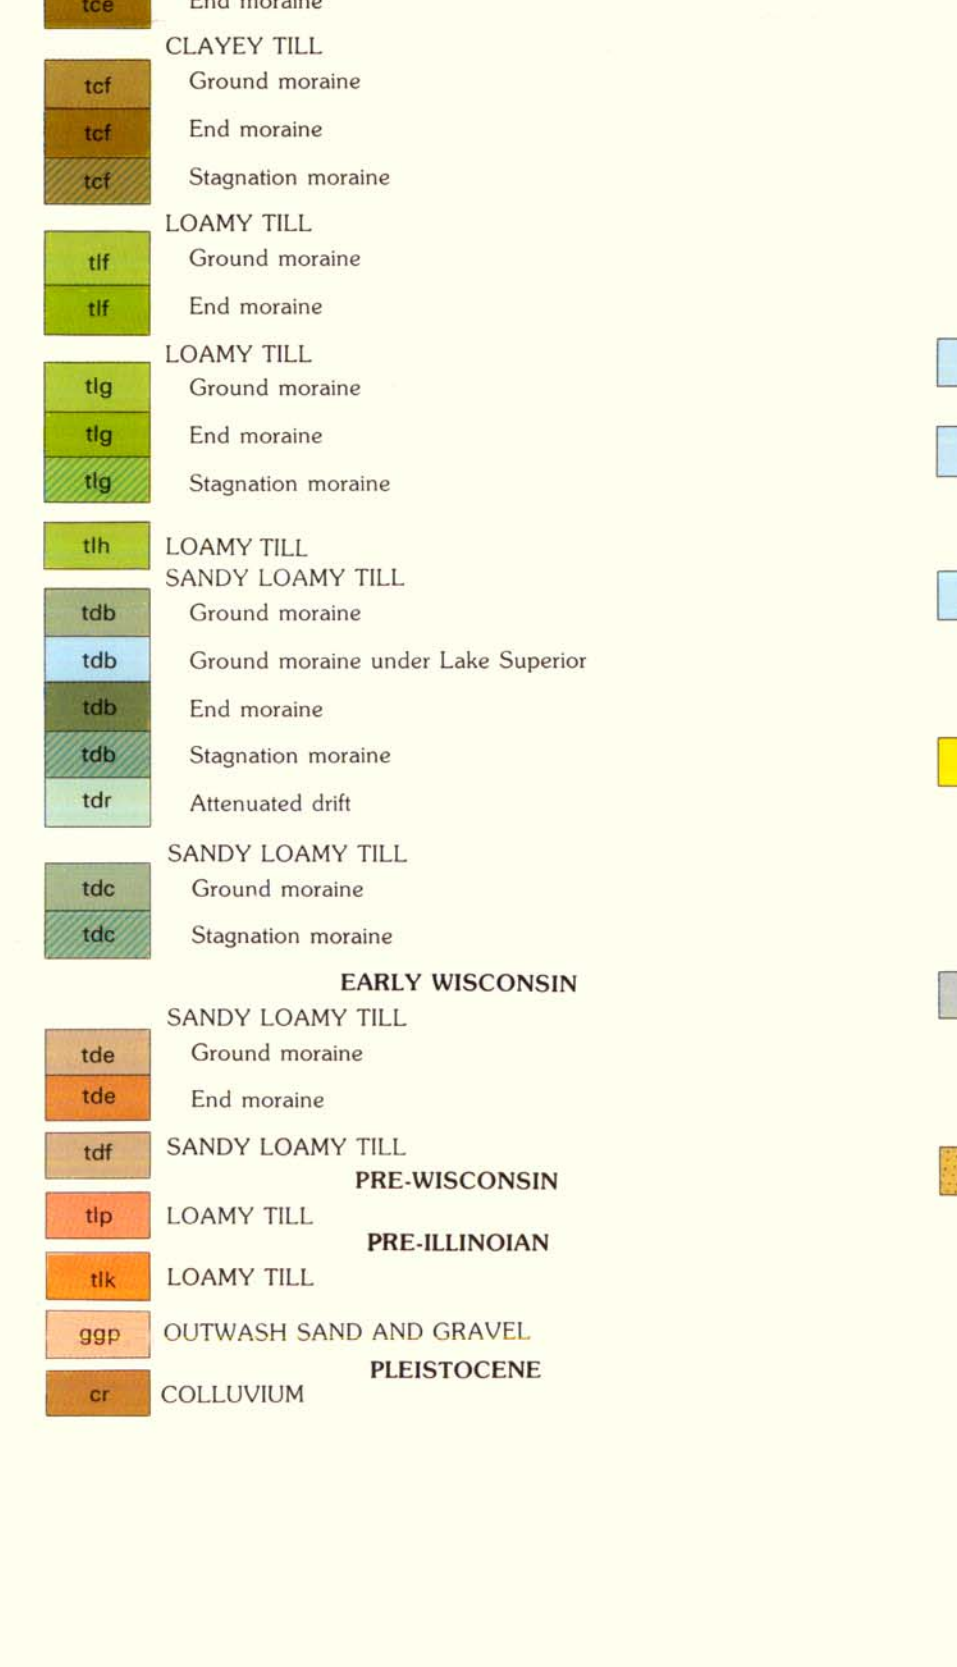 tce End moraine
CLAYEY TILL
tcf Ground moraine
tcf End moraine
tcf Stagnation moraine
LOAMY TILL
tlf Ground moraine
tlf End moraine
LOAMY TILL
tlg Ground moraine
tlg End moraine
tlg Stagnation moraine
tlh LOAMY TILL
SANDY LOAMY TILL
tdb Ground moraine
tdb Ground moraine under Lake Superior
tdb End moraine
tdb Stagnation moraine
tdr Attenuated drift
SANDY LOAMY TILL
tdc Ground moraine
tdc Stagnation moraine
EARLY WISCONSIN
SANDY LOAMY TILL
tde Ground moraine
tde End moraine
tdf SANDY LOAMY TILL
PRE-WISCONSIN
tlp LOAMY TILL
PRE-ILLINOIAN
tlk LOAMY TILL
ggp OUTWASH SAND AND GRAVEL
PLEISTOCENE
cr COLLUVIUM